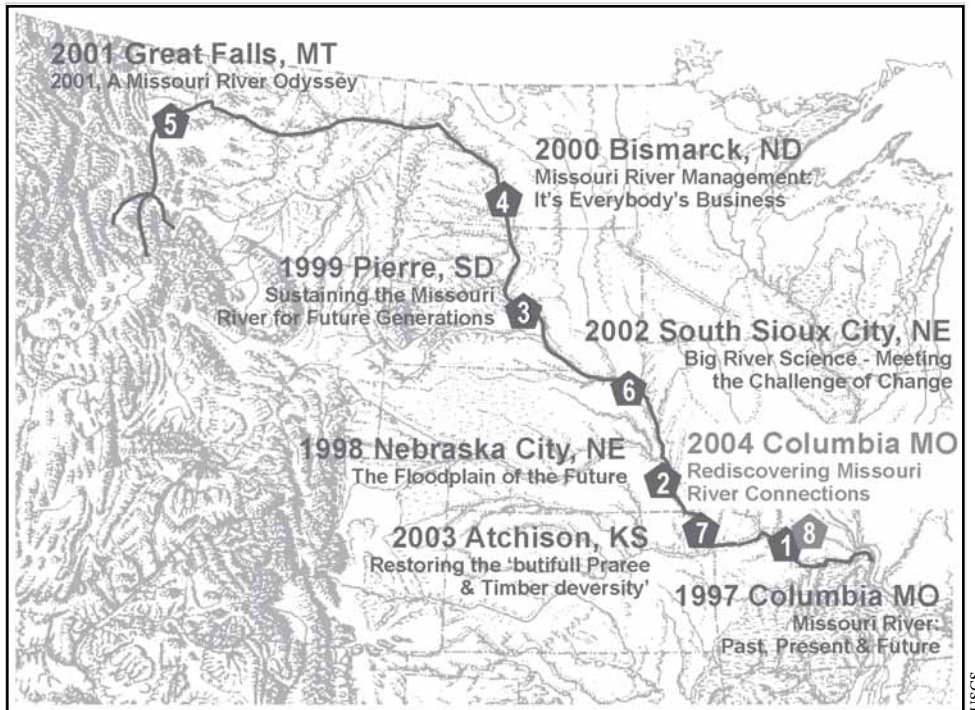 2001 Great Falls, MT
2001, A Missouri River Odyssey
5
2000 Bismarck, ND
Missouri River Management:
It's Everybody's Business
4
1999 Pierre, SD
Sustaining the Missouri
River for Future Generations
3
2002 South Sioux City, NE
Big River Science - Meeting
the Challenge of Change
6
1998 Nebraska City, NE
The Floodplain of the Future
2
2004 Columbia MO
Rediscovering Missouri
River Connections
7
1
8
2003 Atchison, KS
Restoring the 'butifull Praree
& Timber deversity'
1997 Columbia MO
Missouri River:
Past, Present & Future
USGS